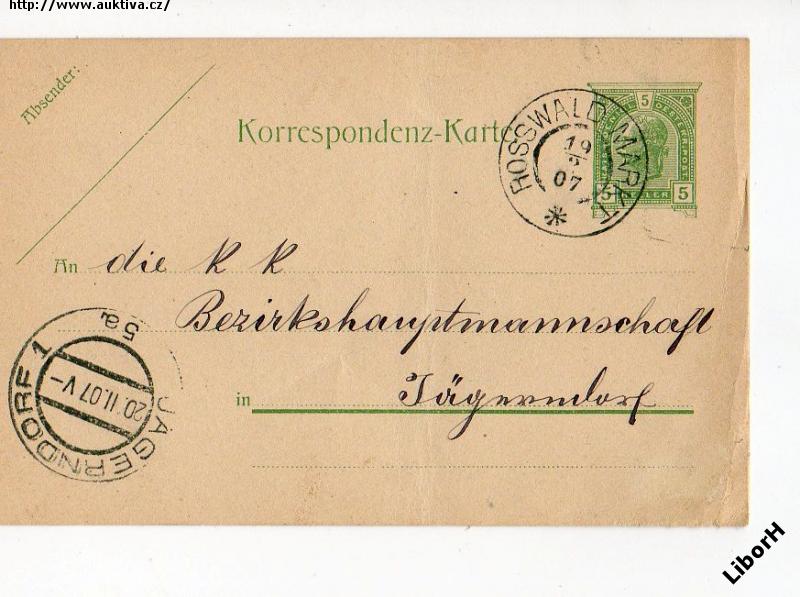 http://www.auktiva.cz/
Absender:
Korrespondenz-Karte
5
5 5
ROSSWALD MARKT
19
07
An die k k
Bezirkshauptmannschaft
in Jägerndorf
JÄGERNDORF 1
5a
20.II.07 V-
LiborH